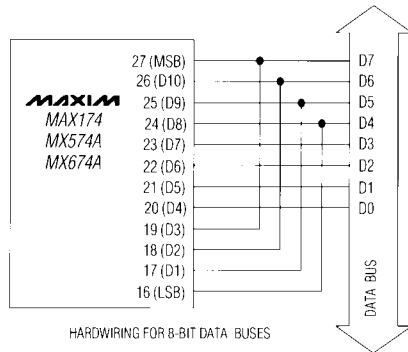 MAXIM
MAX174
MX574A
MX674A
27 (MSB)
26 (D10)
25 (D9)
24 (D8)
23 (D7)
22 (D6)
21 (D5)
20 (D4)
19 (D3)
18 (D2)
17 (D1)
16 (LSB)
D7
D6
D5
D4
D3
D2
D1
D0
DATA BUS
HARDWIRING FOR 8-BIT DATA BUSES